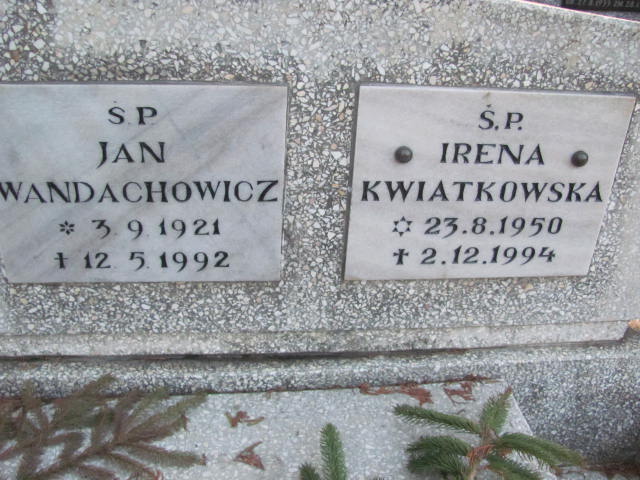 Ś.P
JAN
WANDACHOWICZ
* 3.9.1921
† 12.5.1992
Ś.P.
IRENA
KWIATKOWSKA
✡ 23.8.1950
† 2.12.1994